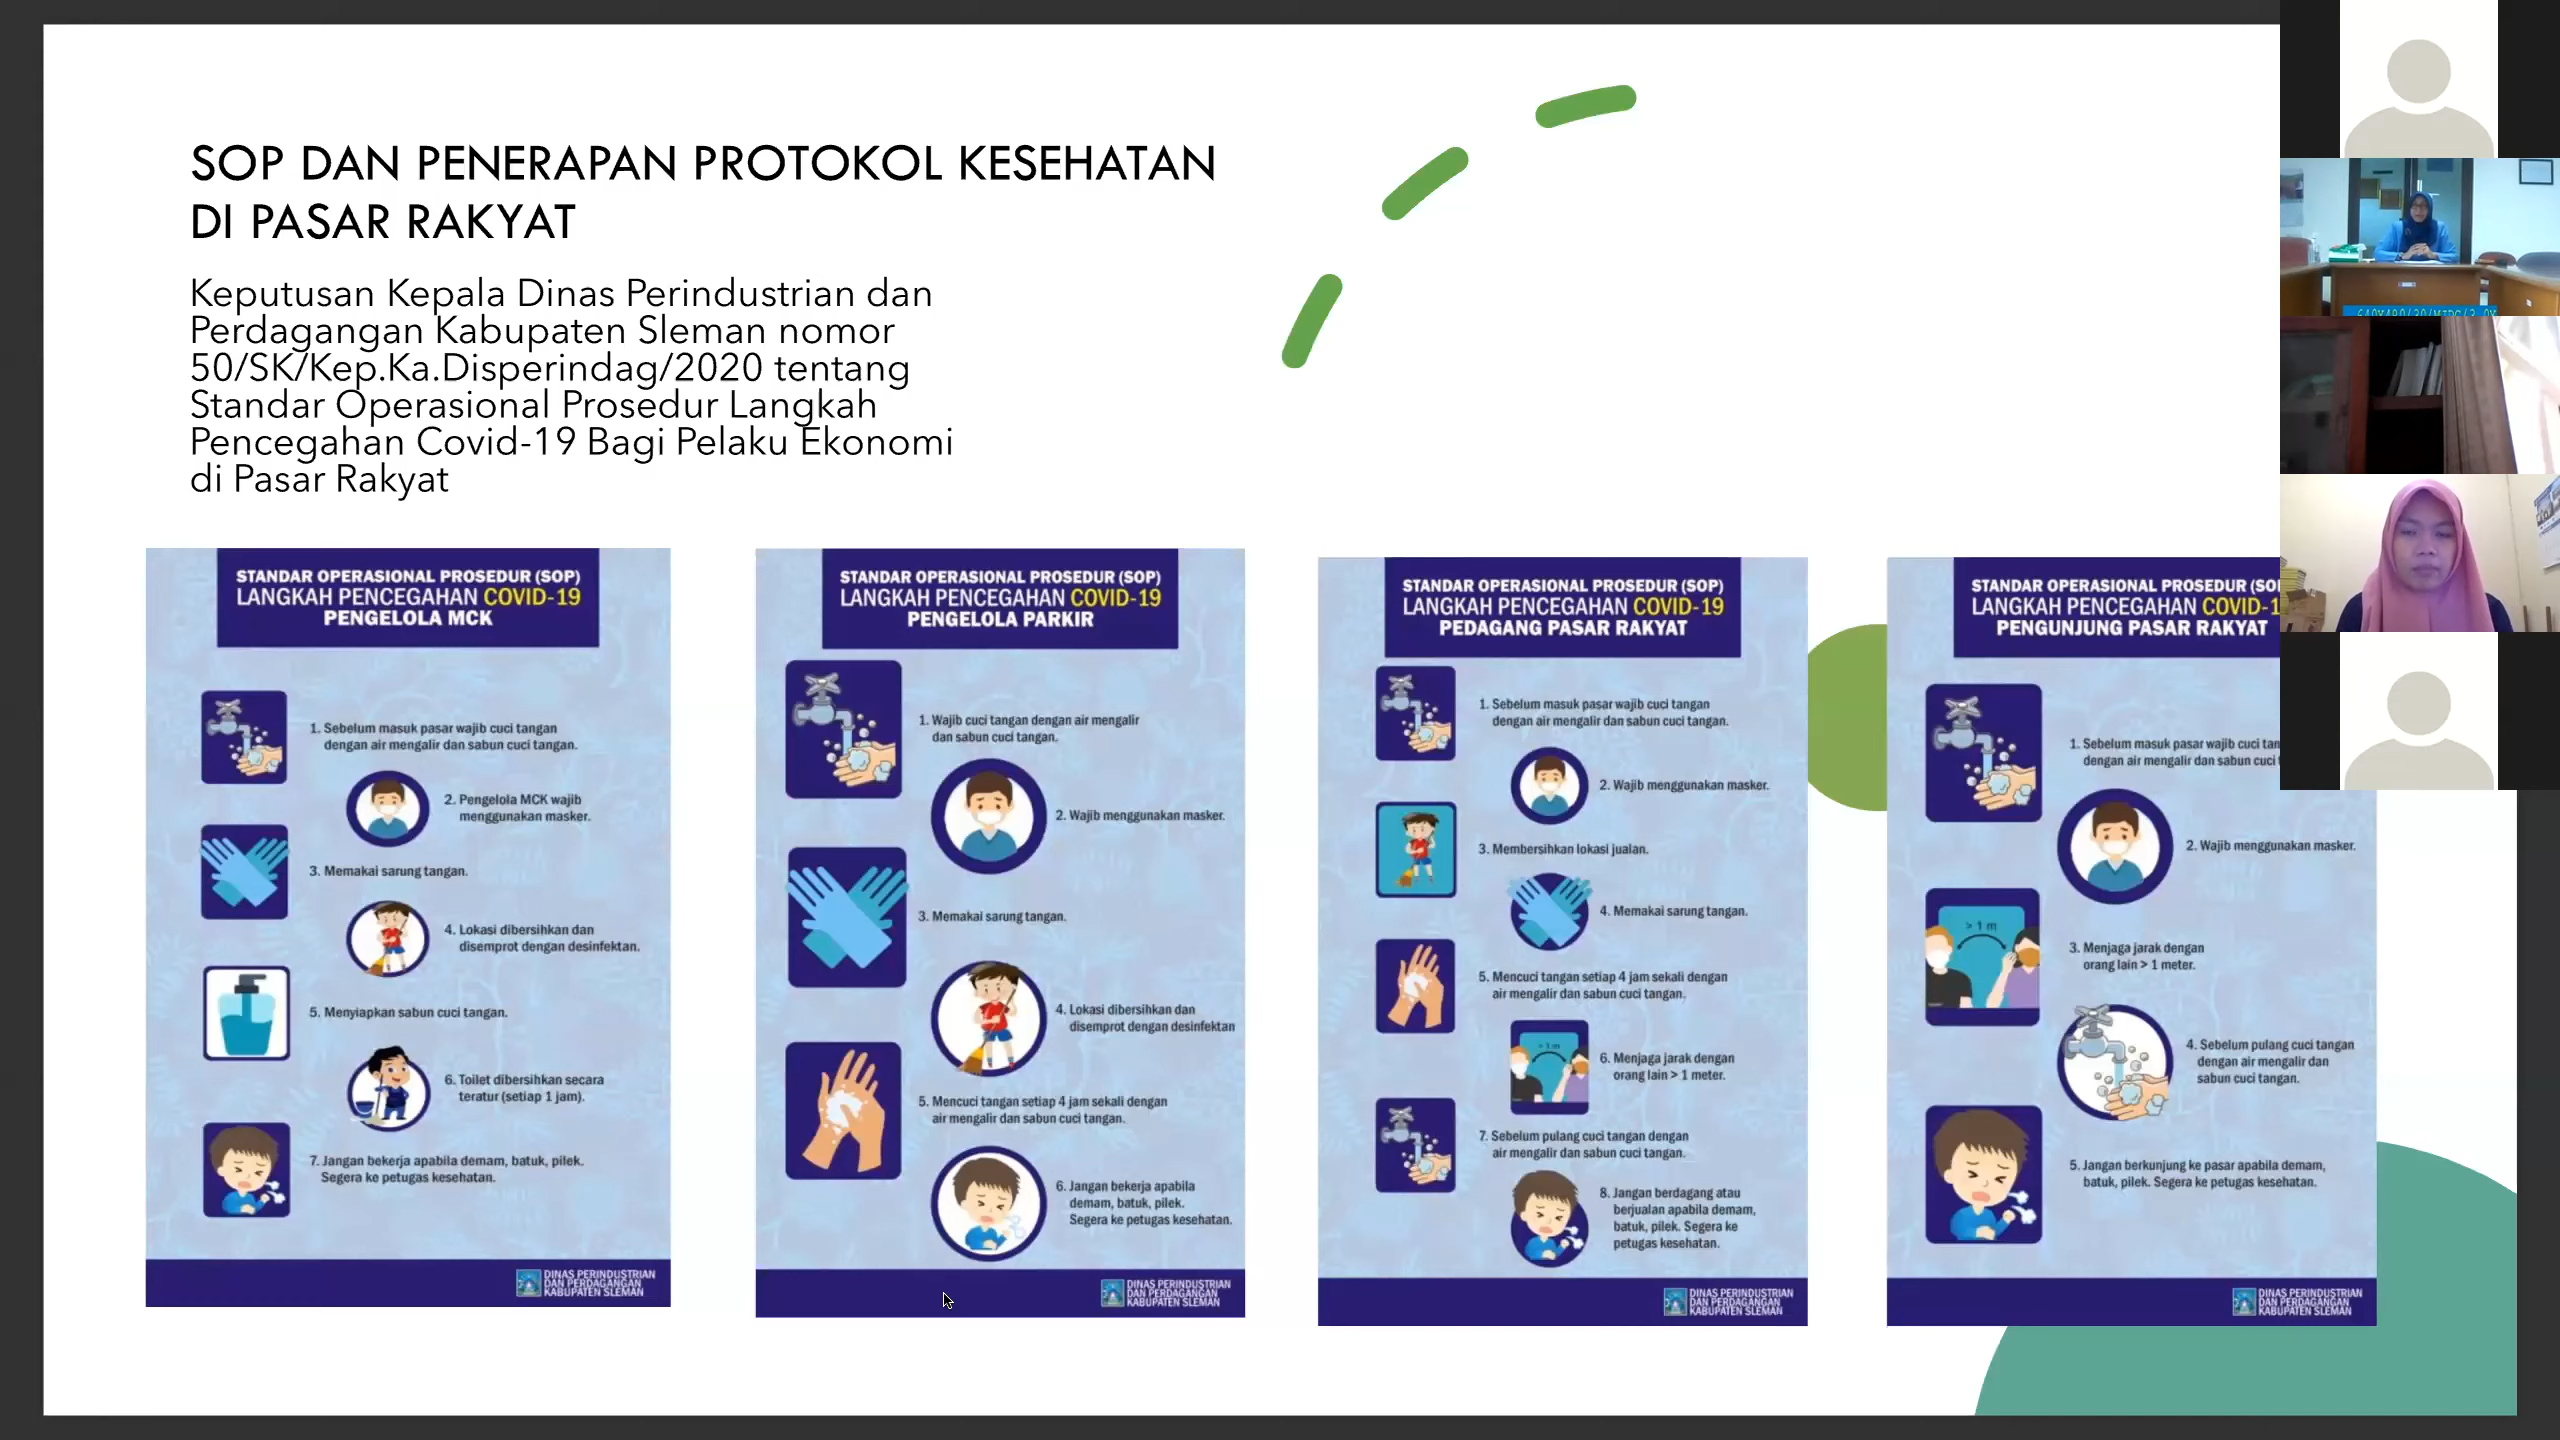 SOP DAN PENERAPAN PROTOKOL KESEHATAN
DI PASAR RAKYAT
Keputusan Kepala Dinas Perindustrian dan
Perdagangan Kabupaten Sleman nomor
50/SK/Kep.Ka.Disperindag/2020 tentang
Standar Operasional Prosedur Langkah
Pencegahan Covid-19 Bagi Pelaku Ekonomi
di Pasar Rakyat
STANDAR OPERASIONAL PROSEDUR (SOP)
LANGKAH PENCEGAHAN COVID-19
PENGELOLA MCK
1. Sebelum masuk pasar wajib cuci tangan
dengan air mengalir dan sabun cuci tangan.
2. Pengelola MCK wajib
menggunakan masker.
3. Memakai sarung tangan.
4. Lokasi dibersihkan dan
disemprot dengan desinfektan.
5. Menyiapkan sabun cuci tangan.
6. Toilet dibersihkan secara
teratur (setiap 1 jam).
7. Jangan bekerja apabila demam, batuk, pilek.
Segera ke petugas kesehatan.
DINAS PERINDUSTRIAN
DAN PERDAGANGAN
KABUPATEN SLEMAN
STANDAR OPERASIONAL PROSEDUR (SOP)
LANGKAH PENCEGAHAN COVID-19
PENGELOLA PARKIR
1. Wajib cuci tangan dengan air mengalir
dan sabun cuci tangan.
2. Wajib menggunakan masker.
3. Memakai sarung tangan.
4. Lokasi dibersihkan dan
disemprot dengan desinfektan
5. Mencuci tangan setiap 4 jam sekali dengan
air mengalir dan sabun cuci tangan.
6. Jangan bekerja apabila
demam, batuk, pilek.
Segera ke petugas kesehatan.
DINAS PERINDUSTRIAN
DAN PERDAGANGAN
KABUPATEN SLEMAN
STANDAR OPERASIONAL PROSEDUR (SOP)
LANGKAH PENCEGAHAN COVID-19
PEDAGANG PASAR RAKYAT
1. Sebelum masuk pasar wajib cuci tangan
dengan air mengalir dan sabun cuci tangan.
2. Wajib menggunakan masker.
3. Membersihkan lokasi jualan.
4. Memakai sarung tangan.
5. Mencuci tangan setiap 4 jam sekali dengan
air mengalir dan sabun cuci tangan.
> 1 m
6. Menjaga jarak dengan
orang lain > 1 meter.
7. Sebelum pulang cuci tangan dengan
air mengalir dan sabun cuci tangan.
8. Jangan berdagang atau
berjualan apabila demam,
batuk, pilek. Segera ke
petugas kesehatan.
DINAS PERINDUSTRIAN
DAN PERDAGANGAN
KABUPATEN SLEMAN
STANDAR OPERASIONAL PROSEDUR (SO
LANGKAH PENCEGAHAN COVID-1
PENGUNJUNG PASAR RAKYAT
1. Sebelum masuk pasar wajib cuci tan
dengan air mengalir dan sabun cuci
2. Wajib menggunakan masker.
> 1 m
3. Menjaga jarak dengan
orang lain > 1 meter.
4. Sebelum pulang cuci tangan
dengan air mengalir dan
sabun cuci tangan.
5. Jangan berkunjung ke pasar apabila demam,
batuk, pilek. Segera ke petugas kesehatan.
DINAS PERINDUSTRIAN
DAN PERDAGANGAN
KABUPATEN SLEMAN